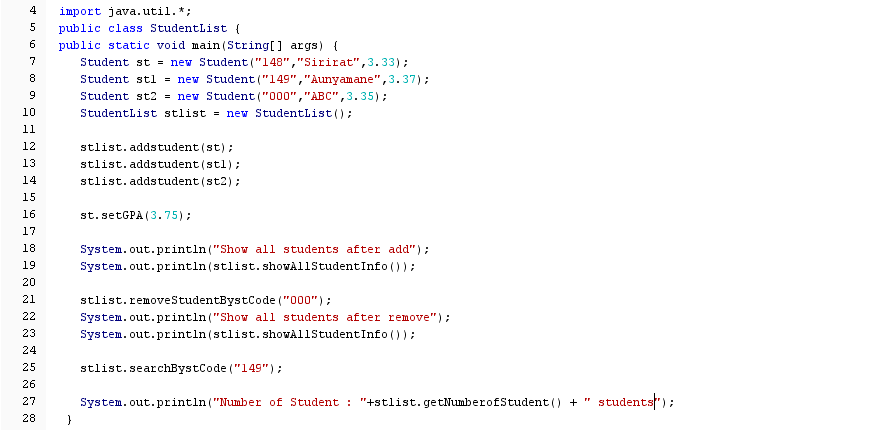 4 import java.util.*;
5 public class StudentList {
6 public static void main(String[] args) {
7 Student st = new Student("148","Sirirat",3.33);
8 Student st1 = new Student("149","Aunyamane",3.37);
9 Student st2 = new Student("000","ABC",3.35);
10 StudentList stlist = new StudentList();
11
12 stlist.addstudent(st);
13 stlist.addstudent(st1);
14 stlist.addstudent(st2);
15
16 st.setGPA(3.75);
17
18 System.out.println("Show all students after add");
19 System.out.println(stlist.showAllStudentInfo());
20
21 stlist.removeStudentBystCode("000");
22 System.out.println("Show all students after remove");
23 System.out.println(stlist.showAllStudentInfo());
24
25 stlist.searchBystCode("149");
26
27 System.out.println("Number of Student : "+stlist.getNumberofStudent() + " students");
28 }